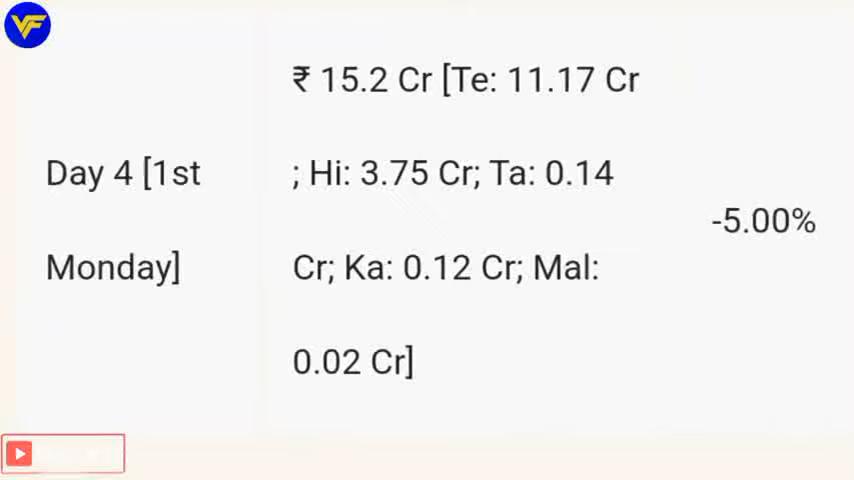 VF
₹ 15.2 Cr [Te: 11.17 Cr
Day 4 [1st
; Hi: 3.75 Cr; Ta: 0.14
-5.00%
Monday]
Cr; Ka: 0.12 Cr; Mal:
0.02 Cr]